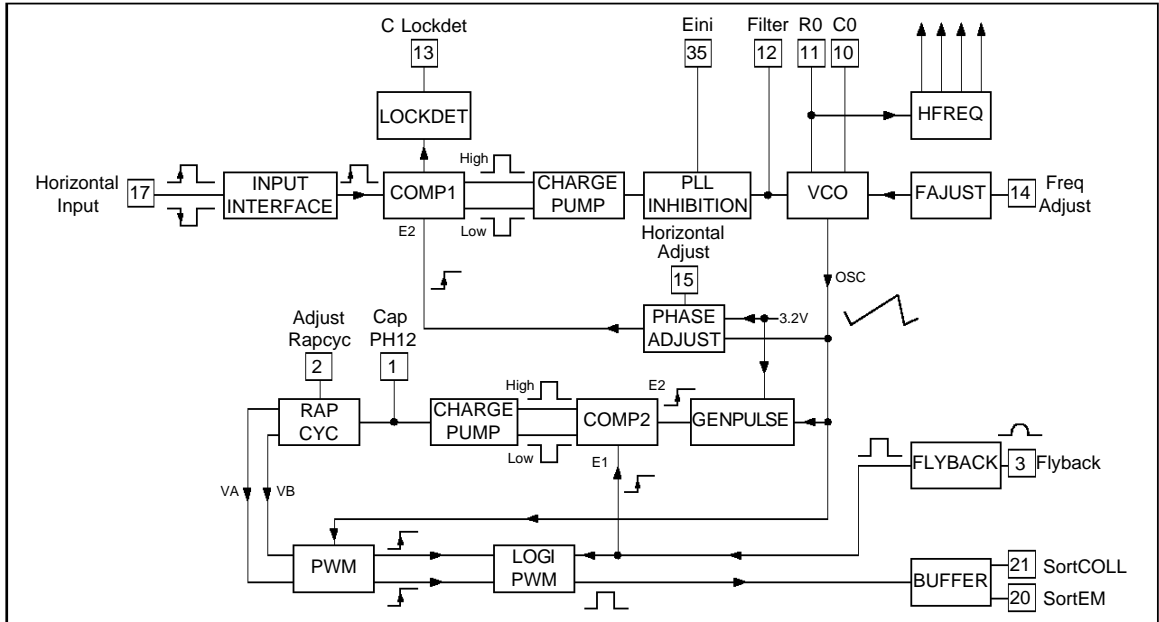 C Lockdet
Eini
Filter
R0
C0
13
35
12
11
10
LOCKDET
HFREQ
High
Horizontal
Input
17
INPUT
INTERFACE
COMP1
CHARGE
PUMP
PLL
INHIBITION
VCO
FAJUST
14
Freq
Adjust
E2
Low
Horizontal
Adjust
15
OSC
PHASE
ADJUST
3.2V
Adjust
Rapcyc
Cap
PH12
2
1
High
E2
RAP
CYC
CHARGE
PUMP
COMP2
GENPULSE
Low
E1
FLYBACK
3
Flyback
VA
VB
PWM
LOGI
PWM
BUFFER
21
SortCOLL
20
SortEM